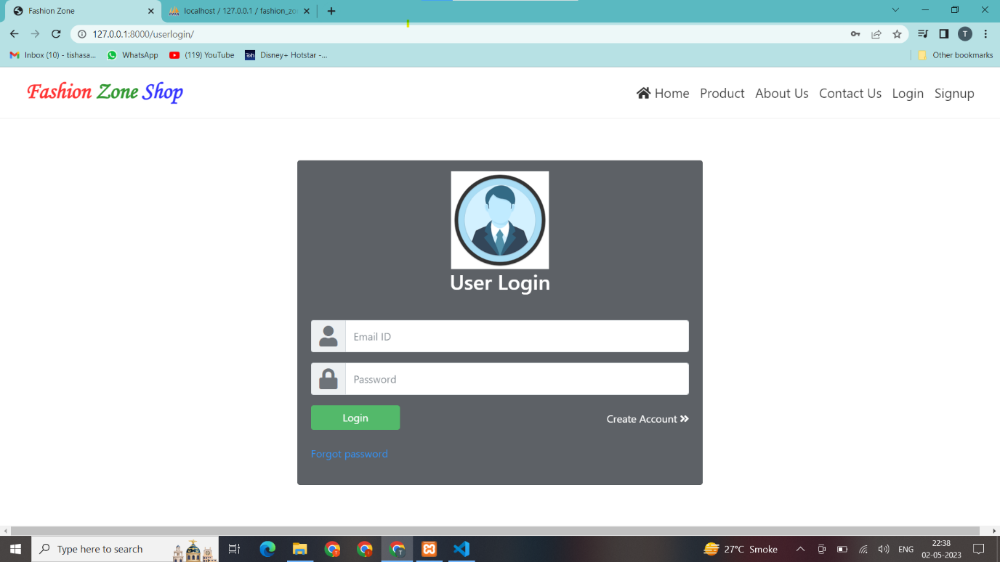 Fashion Zone
localhost / 127.0.0.1 / fashion_zo
127.0.0.1:8000/userlogin/
T
Inbox (10) - tishasa...
WhatsApp
(119) YouTube
Disney+ Hotstar -...
Other bookmarks
Fashion Zone Shop
Home Product About Us Contact Us Login Signup
User Login
Email ID
Password
Login
Create Account »
Forgot password
Type here to search
27°C Smoke
ENG
22:38
02-05-2023